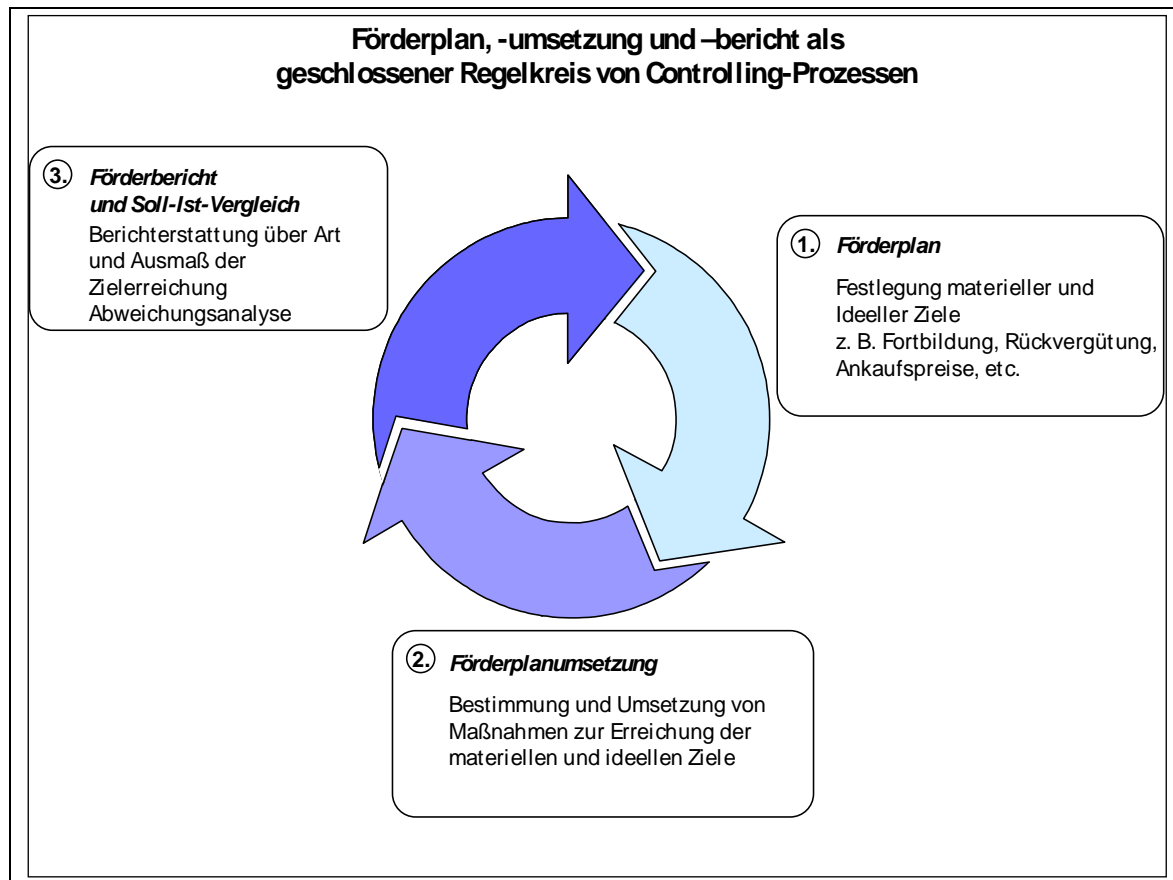 Förderplan, -umsetzung und –bericht als
geschlossener Regelkreis von Controlling-Prozessen
1. Förderplan
Festlegung materieller und
Ideeller Ziele
z. B. Fortbildung, Rückvergütung,
Ankaufspreise, etc.
2. Förderplanumsetzung
Bestimmung und Umsetzung von
Maßnahmen zur Erreichung der
materiellen und ideellen Ziele
3. Förderbericht
und Soll-Ist-Vergleich
Berichterstattung über Art
und Ausmaß der
Zielerreichung
Abweichungsanalyse